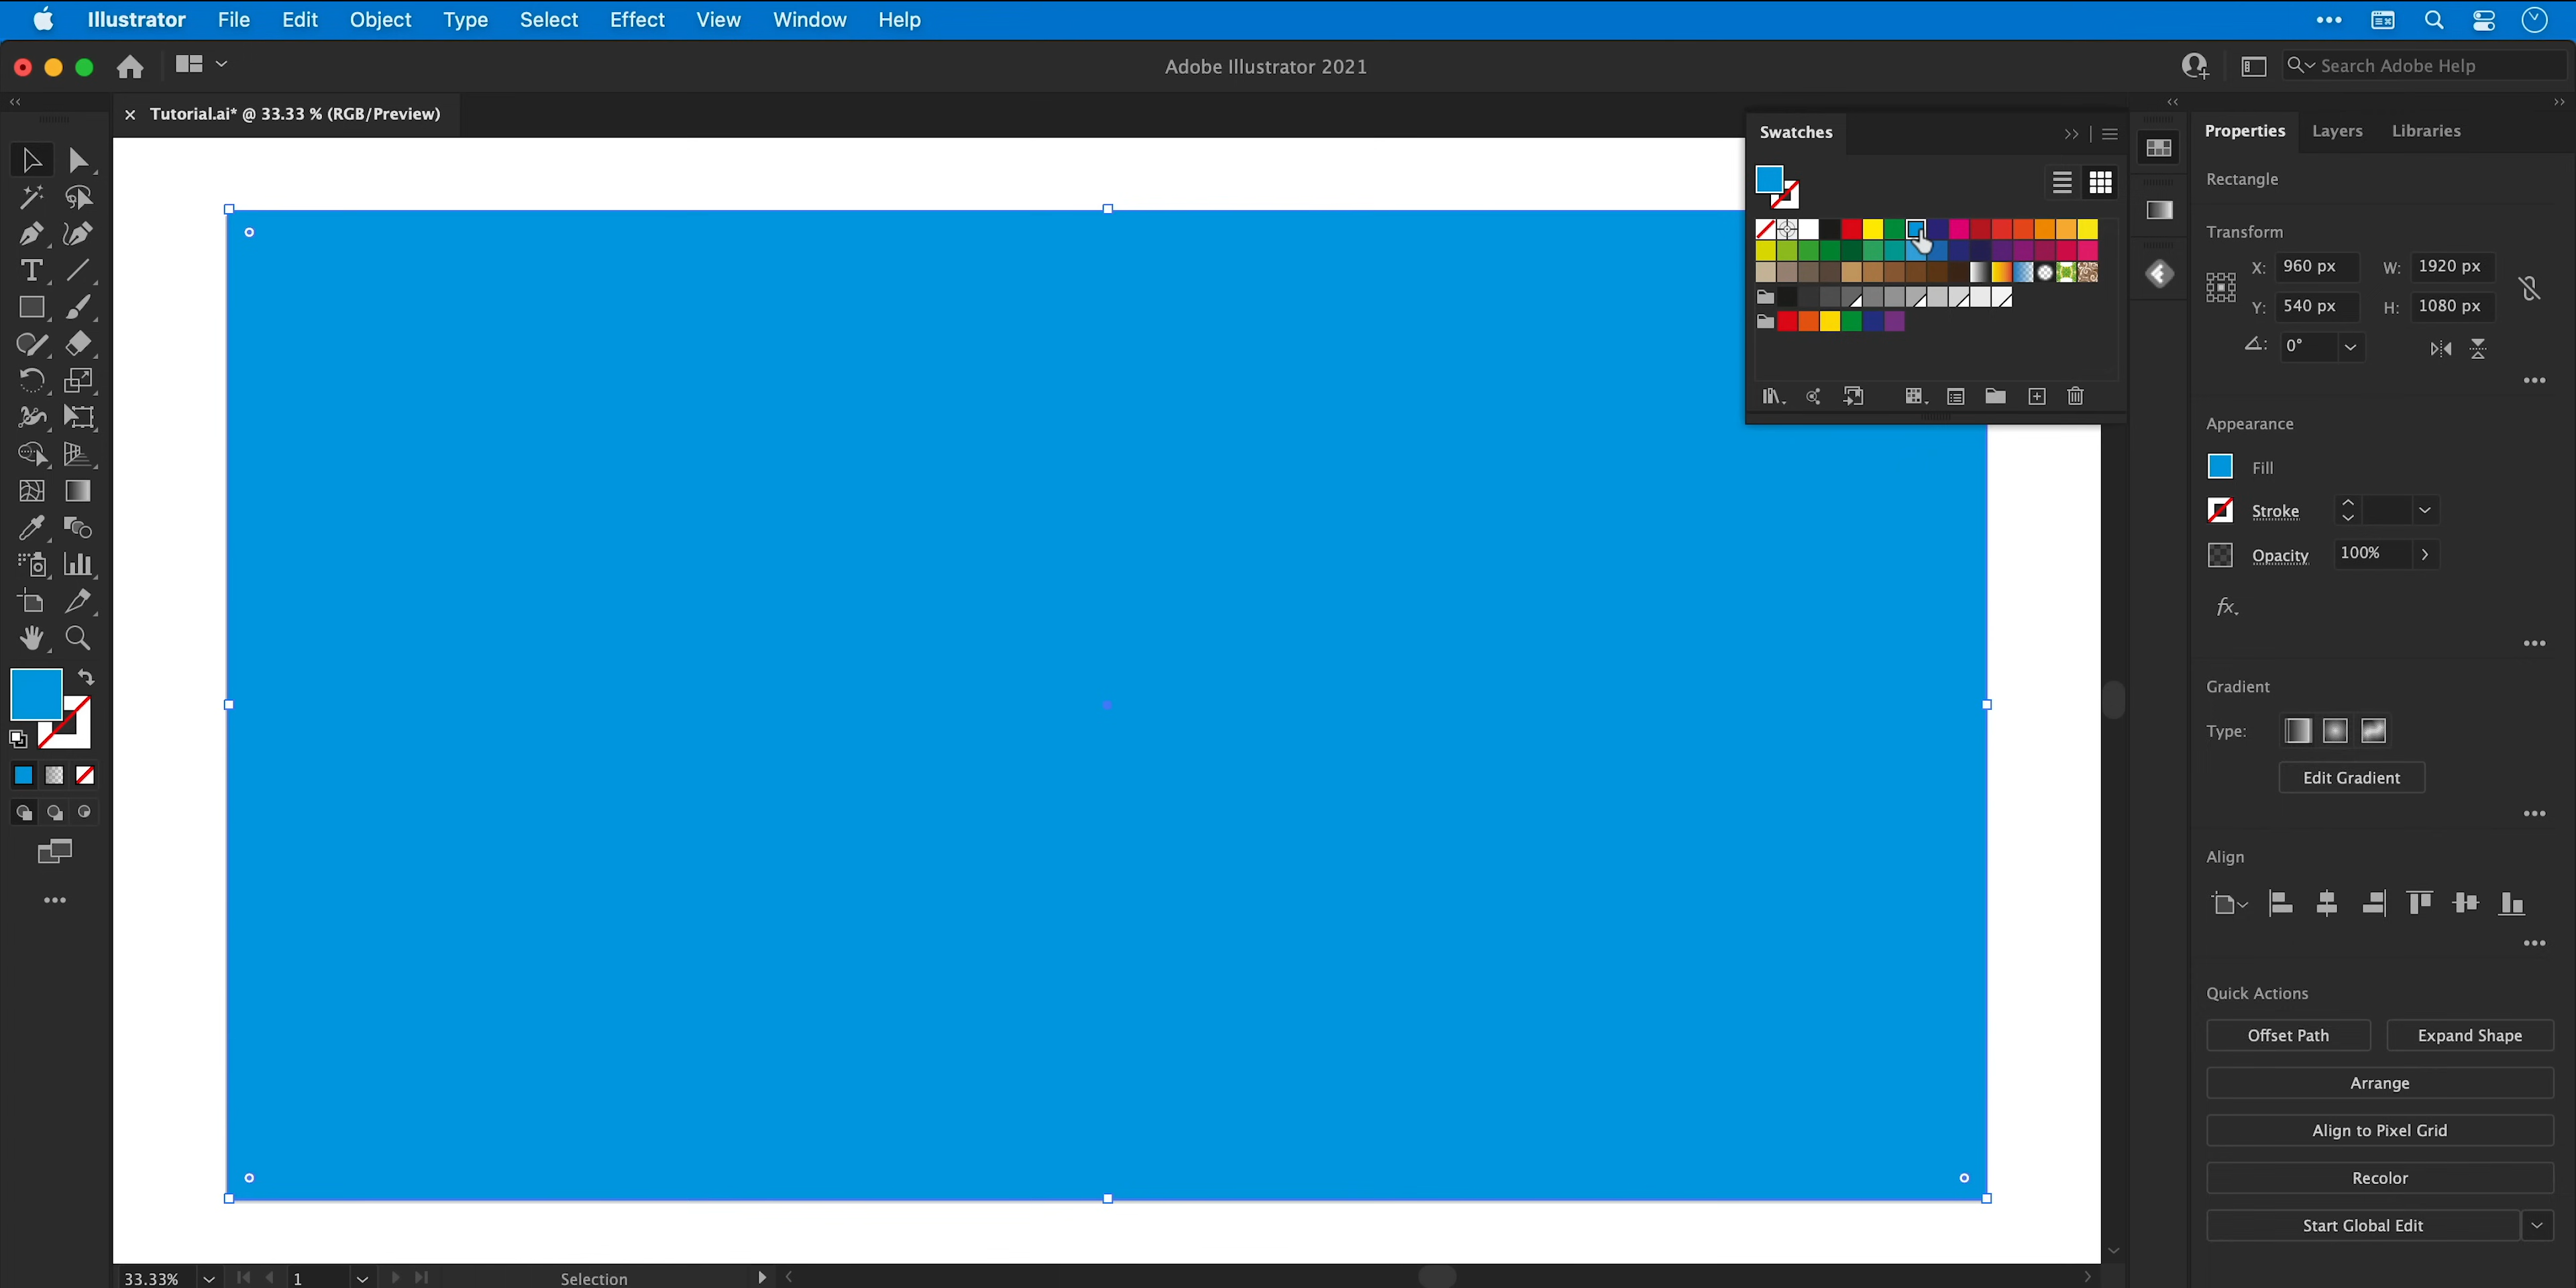 Illustrator File Edit Object Type Select Effect View Window Help
Adobe Illustrator 2021
Search Adobe Help
× Tutorial.ai* @ 33.33 % (RGB/Preview)
Swatches
Properties Layers Libraries
Rectangle
Transform
X: 960 px W: 1920 px
Y: 540 px H: 1080 px
0°
Appearance
Fill
Stroke
Opacity 100%
fx.
Gradient
Type:
Edit Gradient
Align
Quick Actions
Offset Path Expand Shape
Arrange
Align to Pixel Grid
Recolor
Start Global Edit
33.33% 1 Selection